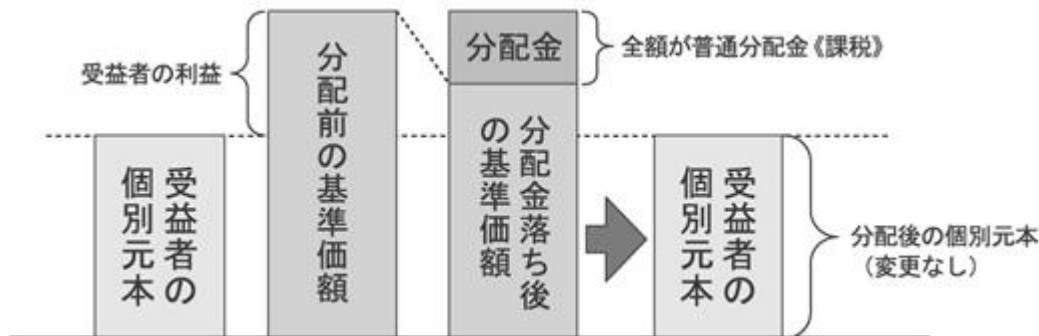 受益者の利益
分配前の基準価額
分配金
全額が普通分配金《課税》
受益者の
個別元本
分配金落ち後
の基準価額
受益者の
個別元本
分配後の個別元本
（変更なし）